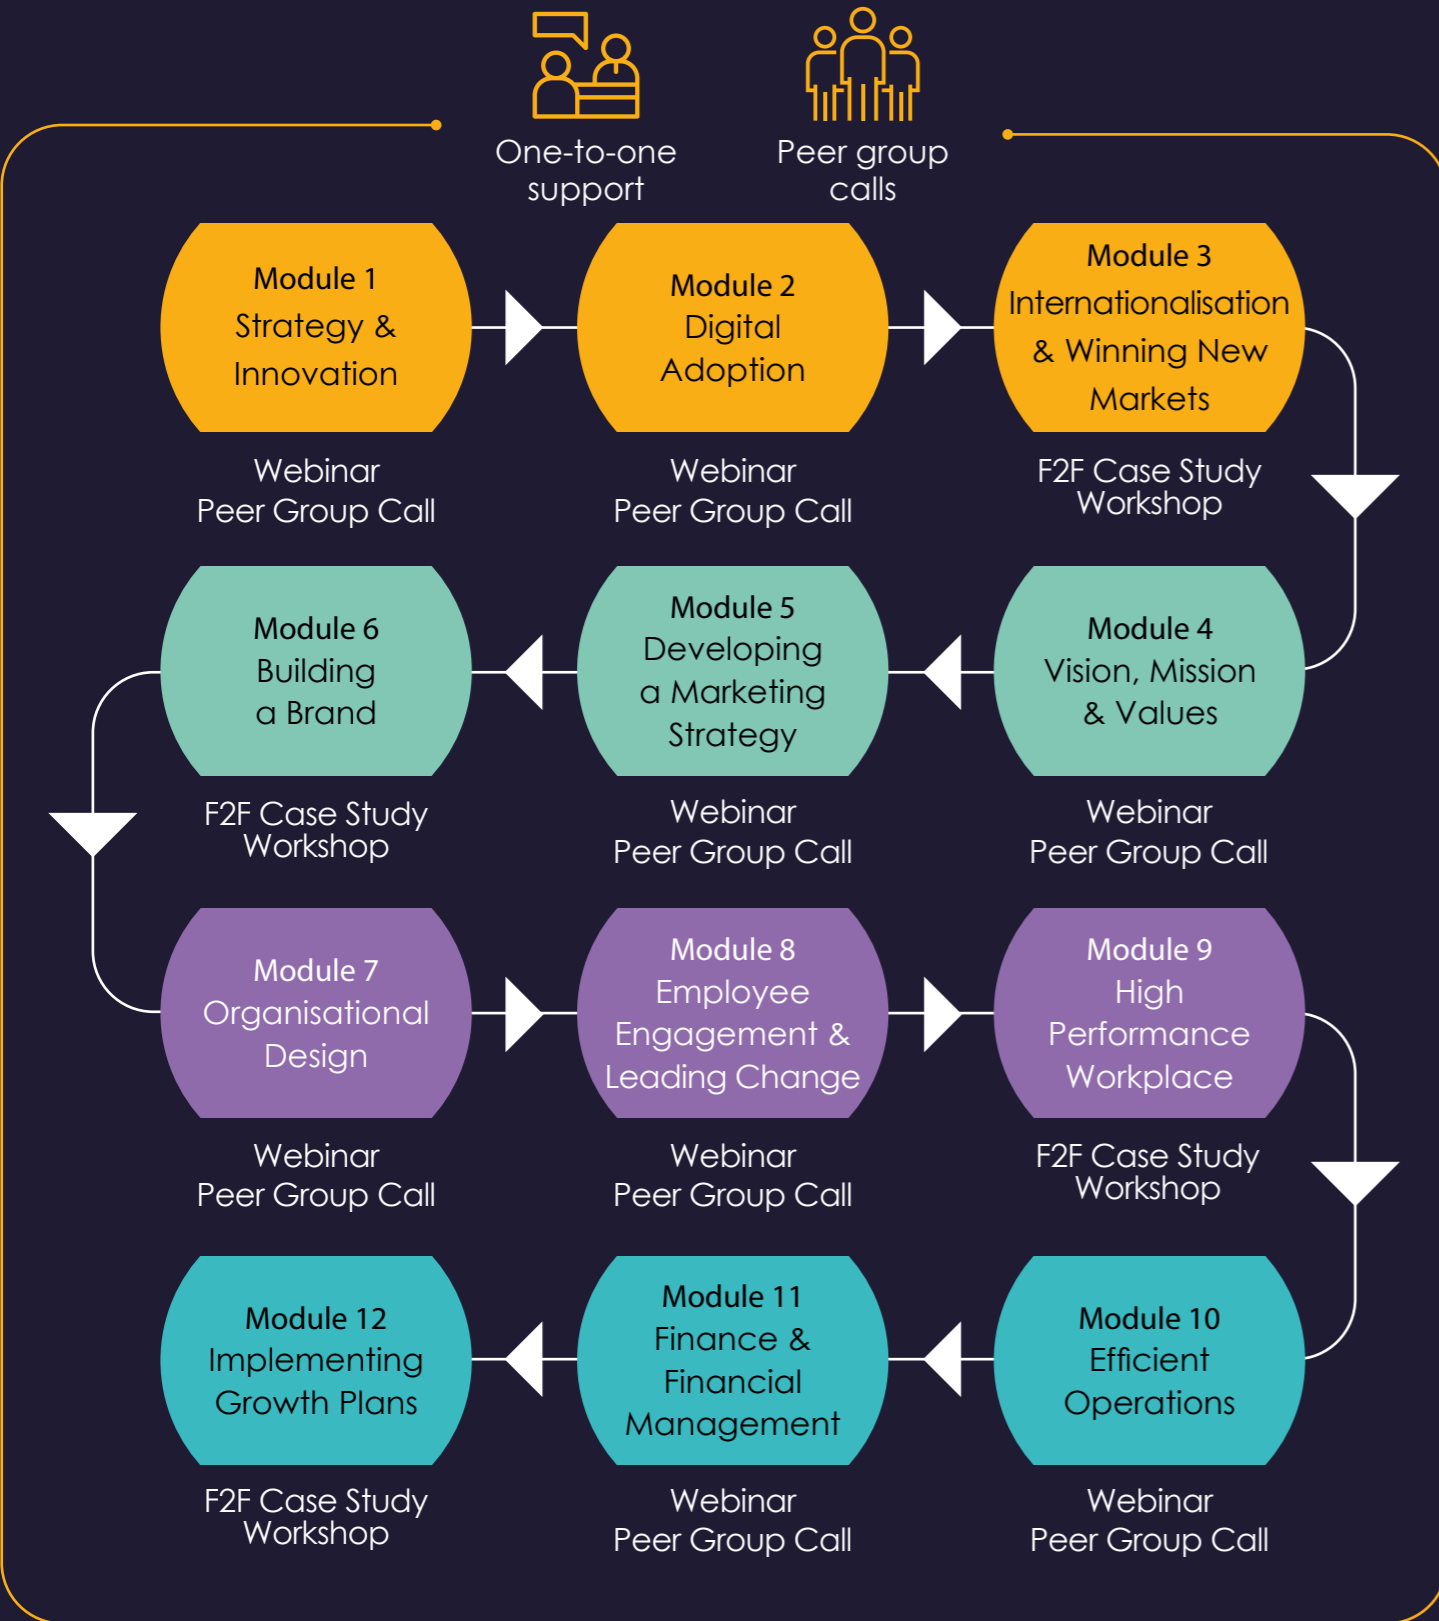 One-to-one
support
Peer group
calls
Module 1
Strategy &
Innovation
Webinar
Peer Group Call
Module 2
Digital
Adoption
Webinar
Peer Group Call
Module 3
Internationalisation
& Winning New
Markets
F2F Case Study
Workshop
Module 6
Building
a Brand
F2F Case Study
Workshop
Module 5
Developing
a Marketing
Strategy
Webinar
Peer Group Call
Module 4
Vision, Mission
& Values
Webinar
Peer Group Call
Module 7
Organisational
Design
Webinar
Peer Group Call
Module 8
Employee
Engagement &
Leading Change
Webinar
Peer Group Call
Module 9
High
Performance
Workplace
F2F Case Study
Workshop
Module 12
Implementing
Growth Plans
F2F Case Study
Workshop
Module 11
Finance &
Financial
Management
Webinar
Peer Group Call
Module 10
Efficient
Operations
Webinar
Peer Group Call